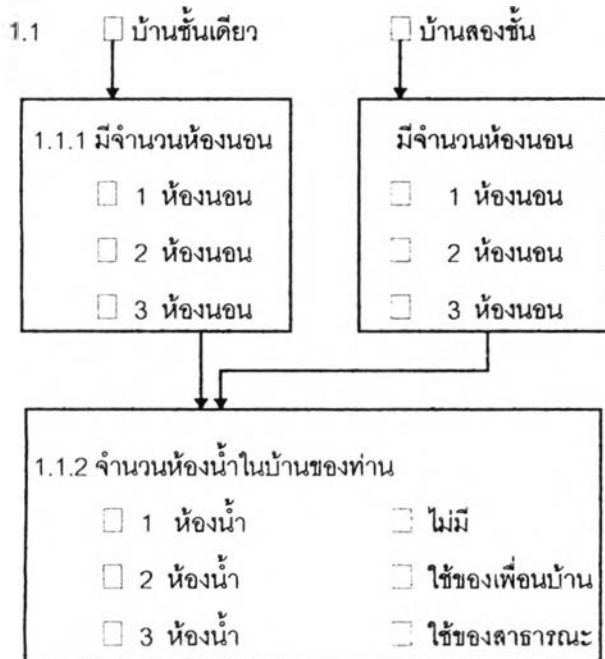 1.1 ☐ บ้านชั้นเดียว ☐ บ้านสองชั้น
1.1.1 มีจำนวนห้องนอน
☐ 1 ห้องนอน
☐ 2 ห้องนอน
☐ 3 ห้องนอน
มีจำนวนห้องนอน
☐ 1 ห้องนอน
☐ 2 ห้องนอน
☐ 3 ห้องนอน
1.1.2 จำนวนห้องน้ำในบ้านของท่าน
☐ 1 ห้องน้ำ ☐ ไม่มี
☐ 2 ห้องน้ำ ☐ ใช้ของเพื่อนบ้าน
☐ 3 ห้องน้ำ ☐ ใช้ของสาธารณะ